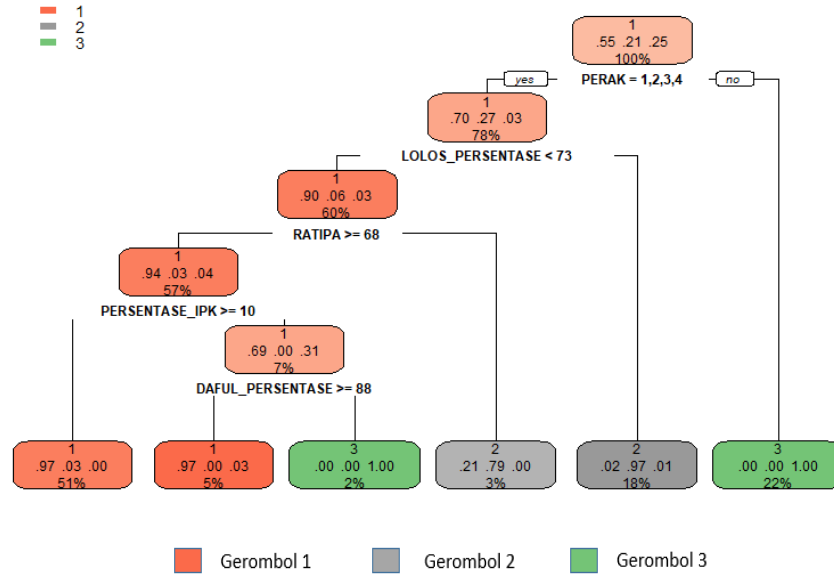 1
2
3
1
.55 .21 .25
100%
yes PERAK = 1,2,3,4 no
1
.70 .27 .03
78%
LOLOS_PERSENTASE < 73
1
.90 .06 .03
60%
RATIPA >= 68
1
.94 .03 .04
57%
PERSENTASE_IPK >= 10
1
.69 .00 .31
7%
DAFUL_PERSENTASE >= 88
1 1 3 2 2 3
.97 .03 .00 .97 .00 .03 .00 .00 1.00 .21 .79 .00 .02 .97 .01 .00 .00 1.00
51% 5% 2% 3% 18% 22%
Gerombol 1 Gerombol 2 Gerombol 3